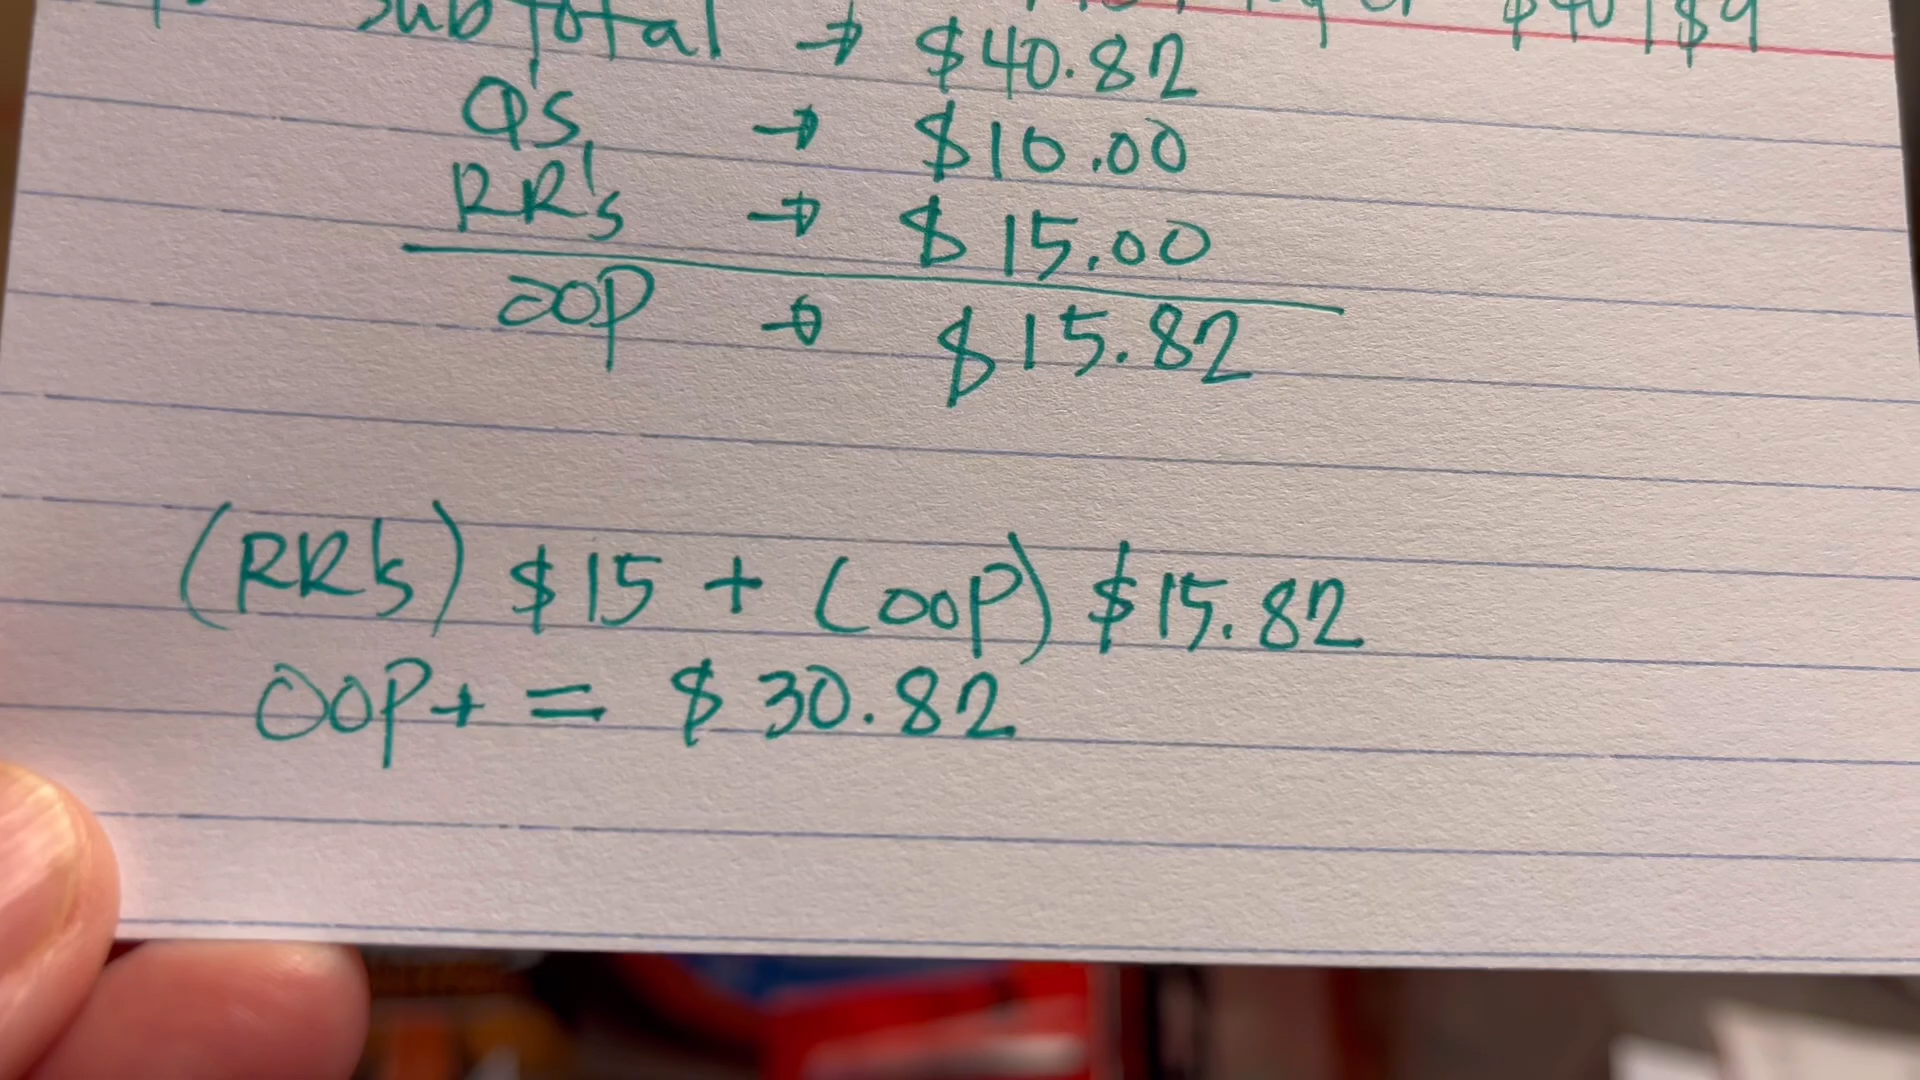 subtotal → $40.82
Q's → $10.00
RR's → $15.00
OOP → $15.82
(RR's) $15 + (OOP) $15.82
OOP+ = $30.82